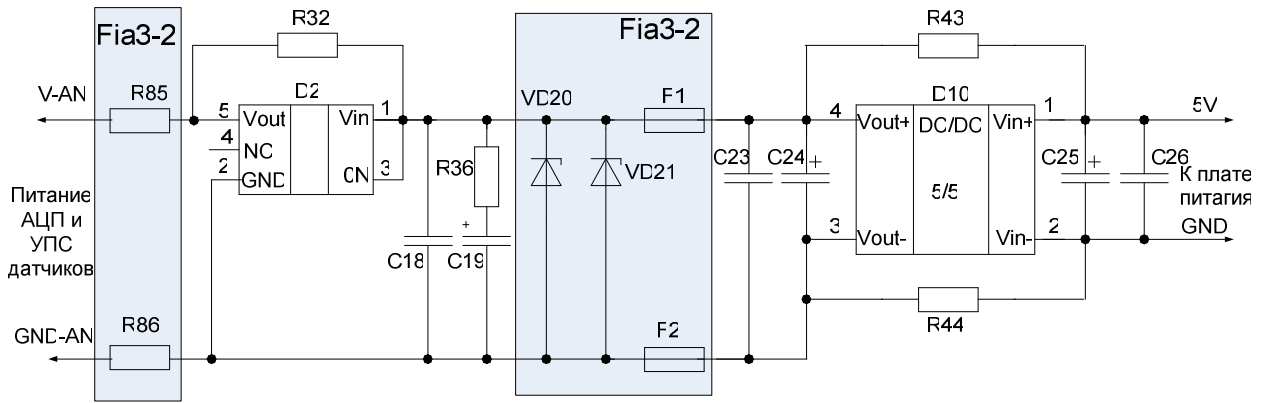 Fia3-2
R32
Fia3-2
R43
V-AN
R85
D2
VD20
F1
D10
5V
5
Vout
Vin
1
4
NC
2
GND
0N
3
R36
VD21
C23
C24
+
4
Vout+
DC/DC
Vin+
1
5/5
C25
+
C26
К плате
питагия
GND
3
Vout-
Vin-
2
Питание
АЦП и
УПС
датчиков
C18
+
C19
GND-AN
R86
F2
R44